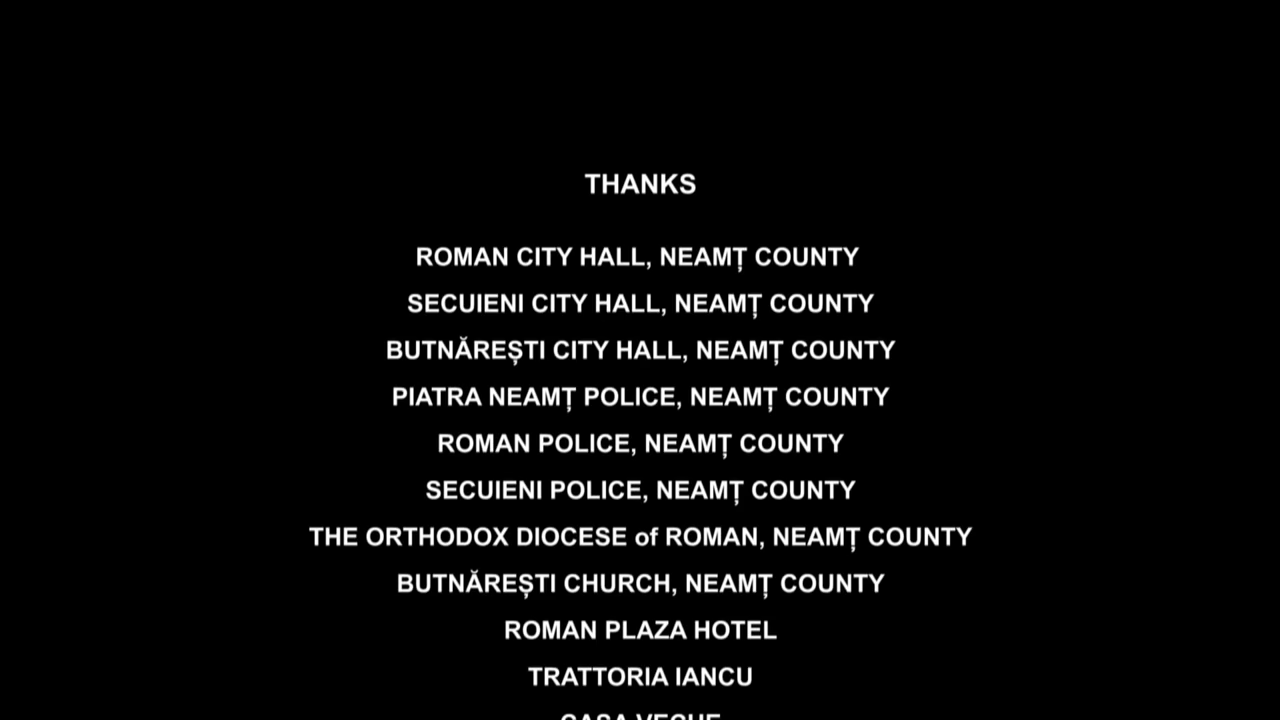 THANKS
ROMAN CITY HALL, NEAMȚ COUNTY
SECUIENI CITY HALL, NEAMȚ COUNTY
BUTNĂREȘTI CITY HALL, NEAMȚ COUNTY
PIATRA NEAMȚ POLICE, NEAMȚ COUNTY
ROMAN POLICE, NEAMȚ COUNTY
SECUIENI POLICE, NEAMȚ COUNTY
THE ORTHODOX DIOCESE of ROMAN, NEAMȚ COUNTY
BUTNĂREȘTI CHURCH, NEAMȚ COUNTY
ROMAN PLAZA HOTEL
TRATTORIA IANCU
CASA VECHE